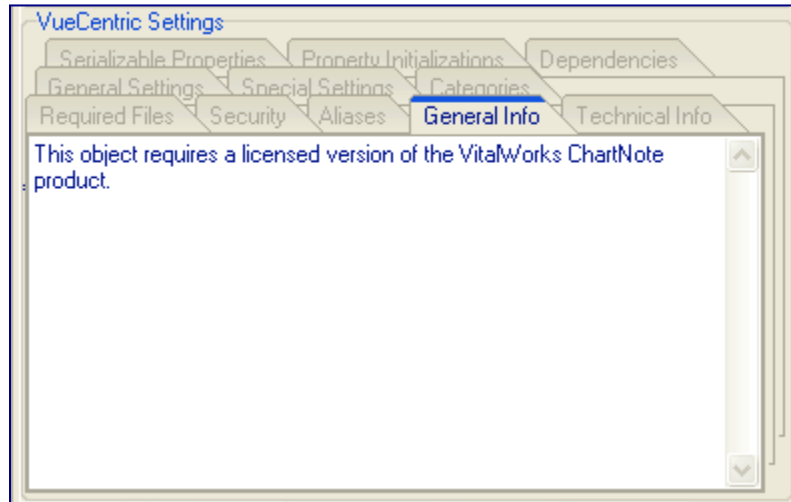 VueCentric Settings
Serializable Properties Property Initializations Dependencies
General Settings Special Settings Categories
Required Files Security Aliases General Info Technical Info
This object requires a licensed version of the VitalWorks ChartNote
product.